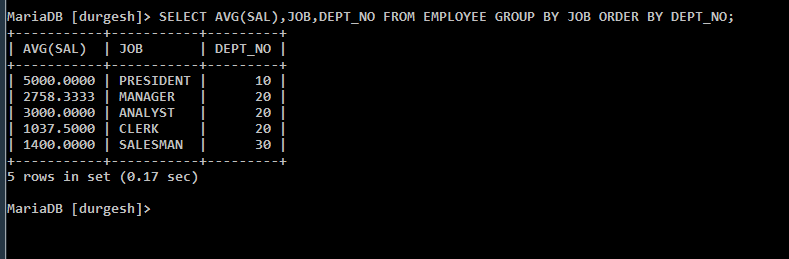 MariaDB [durgesh]> SELECT AVG(SAL),JOB,DEPT_NO FROM EMPLOYEE GROUP BY JOB ORDER BY DEPT_NO;
+-----------+-----------+---------+
| AVG(SAL)  | JOB       | DEPT_NO |
+-----------+-----------+---------+
| 5000.0000 | PRESIDENT |      10 |
| 2758.3333 | MANAGER   |      20 |
| 3000.0000 | ANALYST   |      20 |
| 1037.5000 | CLERK     |      20 |
| 1400.0000 | SALESMAN  |      30 |
+-----------+-----------+---------+
5 rows in set (0.17 sec)
MariaDB [durgesh]>